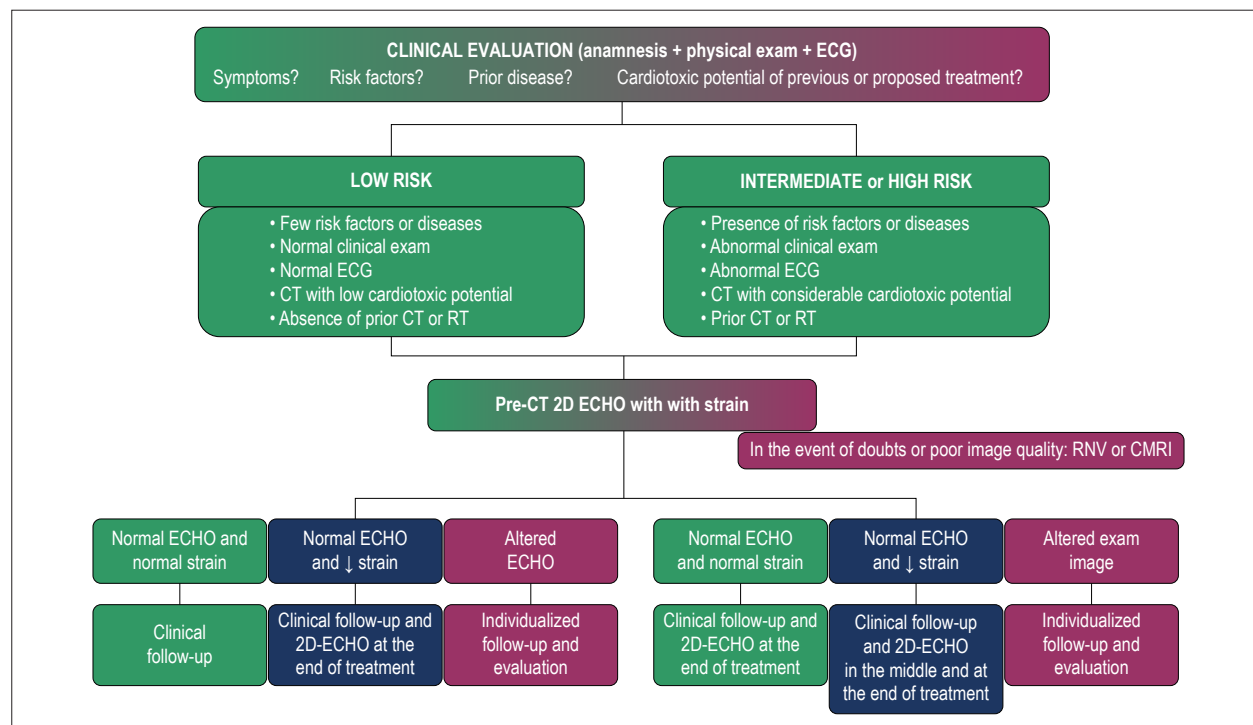 CLINICAL EVALUATION (anamnesis + physical exam + ECG)
Symptoms? Risk factors? Prior disease? Cardiotoxic potential of previous or proposed treatment?
LOW RISK
• Few risk factors or diseases
• Normal clinical exam
• Normal ECG
• CT with low cardiotoxic potential
• Absence of prior CT or RT
INTERMEDIATE or HIGH RISK
• Presence of risk factors or diseases
• Abnormal clinical exam
• Abnormal ECG
• CT with considerable cardiotoxic potential
• Prior CT or RT
Pre-CT 2D ECHO with with strain
In the event of doubts or poor image quality: RNV or CMRI
Normal ECHO and
normal strain
Normal ECHO
and ↓ strain
Altered
ECHO
Normal ECHO
and normal strain
Normal ECHO
and ↓ strain
Altered exam
image
Clinical
follow-up
Clinical follow-up and
2D-ECHO at the
end of treatment
Individualized
follow-up and
evaluation
Clinical follow-up and
2D-ECHO at the
end of treatment
Clinical follow-up
and 2D-ECHO
in the middle and at
the end of treatment
Individualized
follow-up and
evaluation